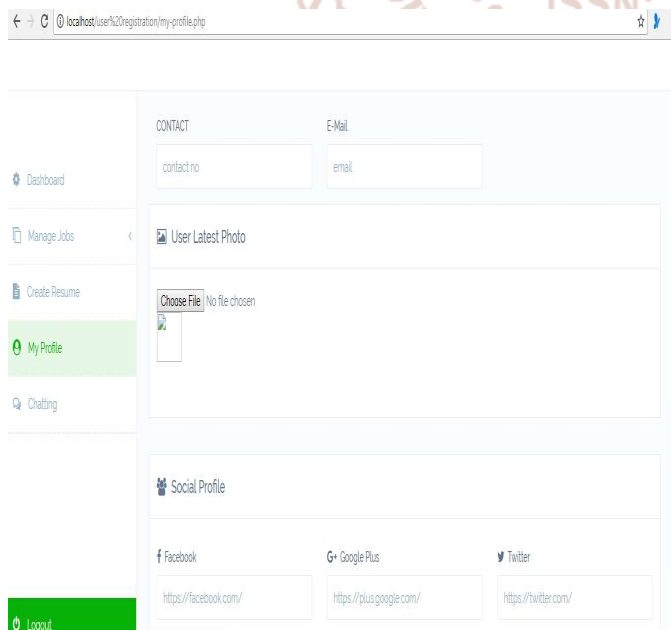 ISSN:
localhost/user%20registration/my-profile.php
CONTACT
E-Mail
contact no
email
Dashboard
Manage Jobs
Create Resume
My Profile
Chatting
Logout
User Latest Photo
Choose File No file chosen
Social Profile
Facebook
G+ Google Plus
Twitter
https://facebook.com/
https://plus.google.com/
https://twitter.com/